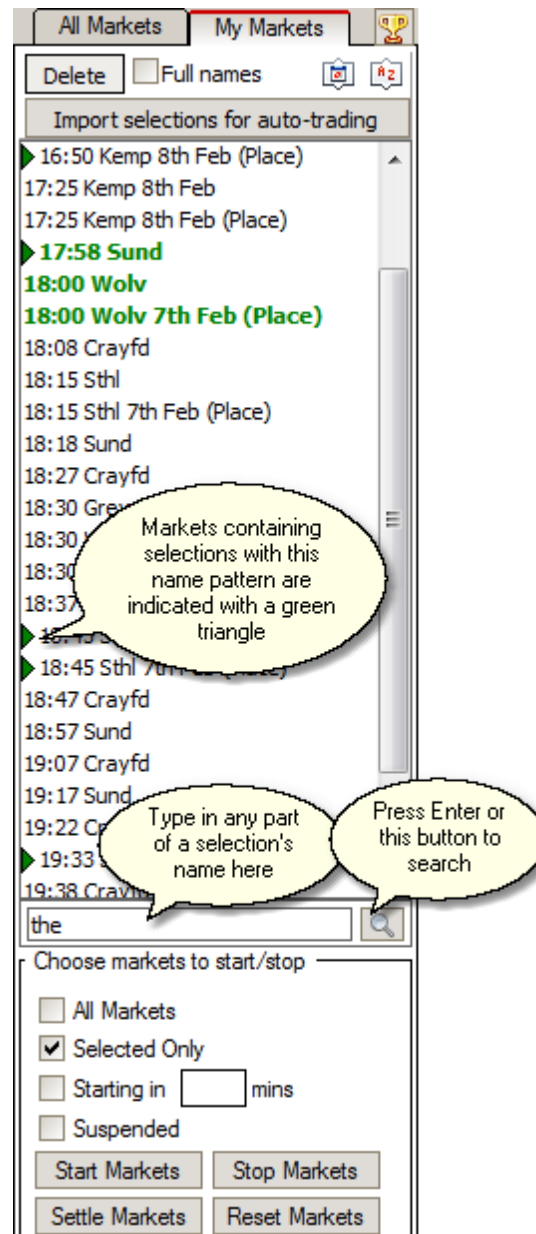 All Markets
My Markets
Delete
Full names
A Z
Import selections for auto-trading
16:50 Kemp 8th Feb (Place)
17:25 Kemp 8th Feb
17:25 Kemp 8th Feb (Place)
17:58 Sund
18:00 Wolv
18:00 Wolv 7th Feb (Place)
18:08 Crayfd
18:15 Sthl
18:15 Sthl 7th Feb (Place)
18:18 Sund
18:27 Crayfd
18:30
18:30
18:30
18:37
Markets containing
selections with this
name pattern are
indicated with a green
triangle
18:45 Sthl 7th
18:47 Crayfd
18:57 Sund
19:07 Crayfd
19:17 Sund
19:22
19:33
19:38
Type in any part
of a selection's
name here
Press Enter or
this button to
search
the
Choose markets to start/stop
All Markets
Selected Only
Starting in
mins
Suspended
Start Markets
Stop Markets
Settle Markets
Reset Markets